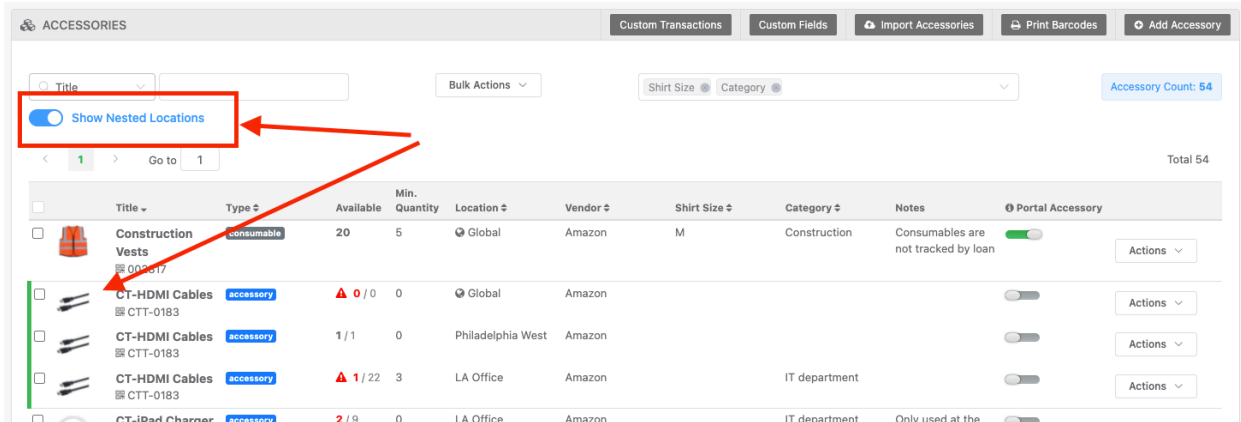 ACCESSORIES
Custom Transactions
Custom Fields
Import Accessories
Print Barcodes
Add Accessory
Title
Bulk Actions
Shirt Size
Category
Accessory Count: 54
Show Nested Locations
1
Go to
1
Total 54
Title
Type
Available
Min.
Quantity
Location
Vendor
Shirt Size
Category
Notes
Portal Accessory
Construction
Vests
consumable
20
5
Global
Amazon
M
Construction
Consumables are
not tracked by loan
Actions
CT-HDMI Cables
accessory
0 / 0
0
Global
Amazon
Actions
CTT-0183
CT-HDMI Cables
accessory
1 / 1
0
Philadelphia West
Amazon
Actions
CTT-0183
CT-HDMI Cables
accessory
1 / 22
3
LA Office
Amazon
IT department
Actions
CTT-0183
CT-iPad Charger
accessory
2 / 9
0
LA Office
Amazon
IT department
Only used at the